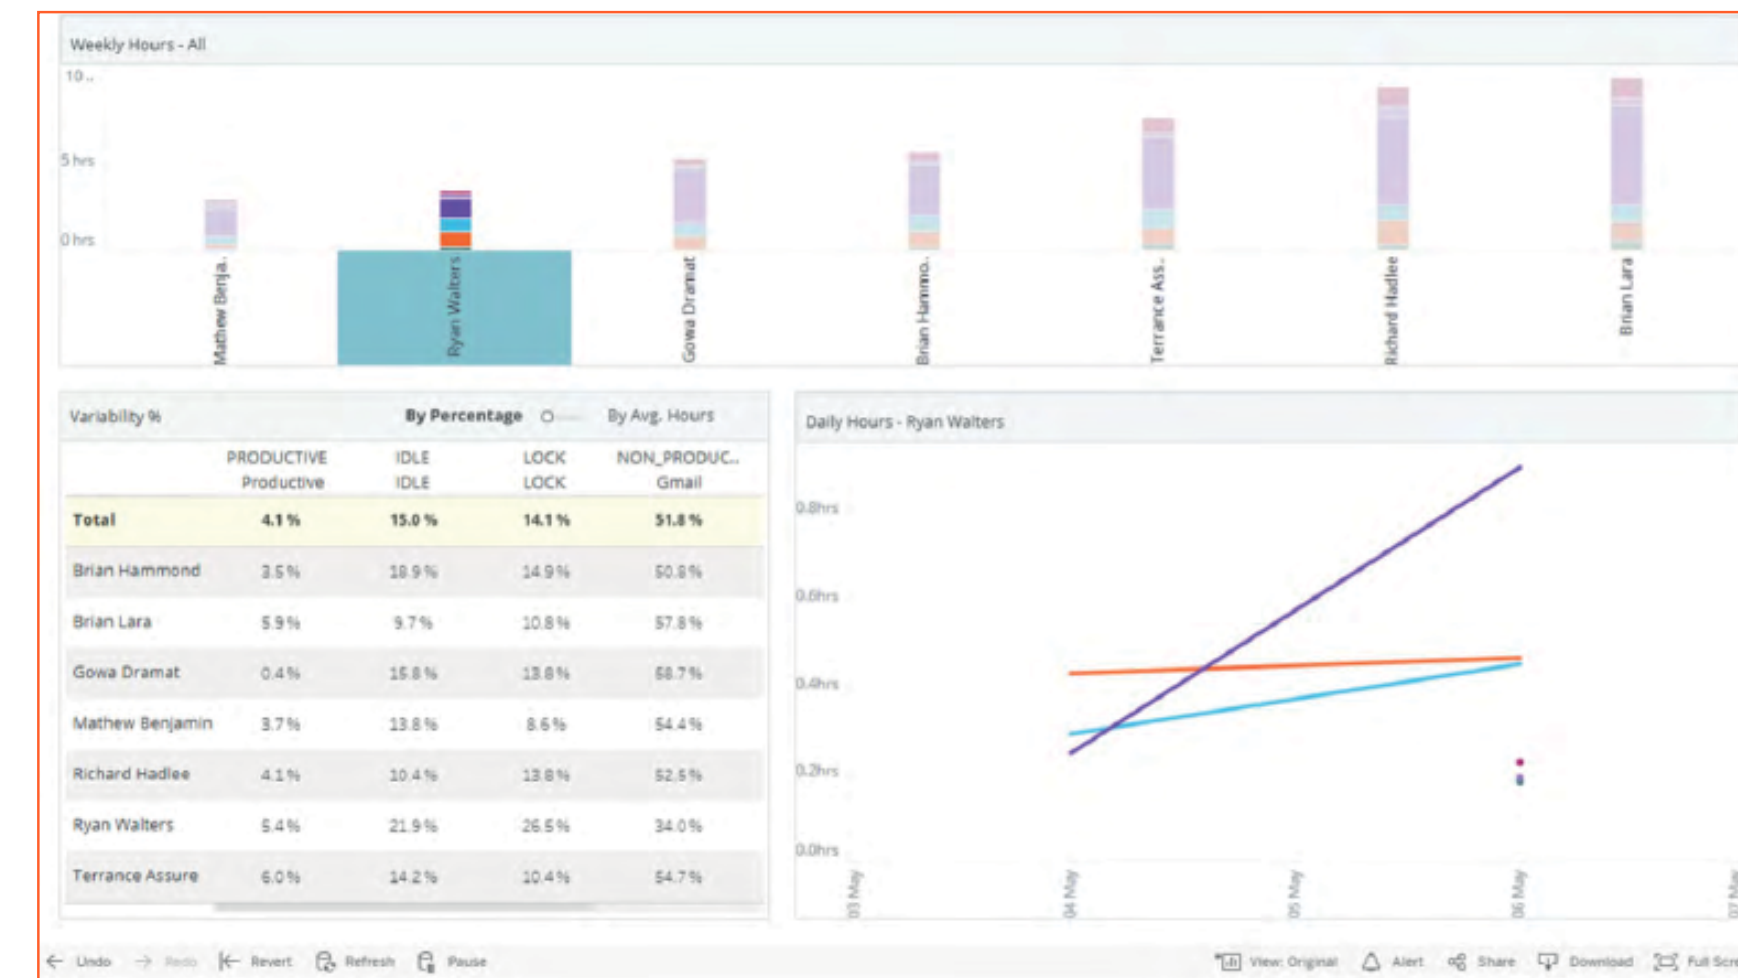 Weekly Hours - All
10 ..
5 hrs
0 hrs
Mathew Benja..
Ryan Walters
Gowa Dramat
Brian Hammo..
Terrance Ass..
Richard Hadlee
Brian Lara
Variability % By Percentage By Avg. Hours
PRODUCTIVE IDLE LOCK NON_PRODUC..
Productive IDLE LOCK Gmail
Total 4.1 % 15.0 % 14.1 % 51.8 %
Brian Hammond 3.5 % 18.9 % 14.9 % 50.8 %
Brian Lara 5.9 % 9.7 % 10.8 % 57.8 %
Gowa Dramat 0.4 % 15.8 % 13.8 % 58.7 %
Mathew Benjamin 3.7 % 13.8 % 8.6 % 54.4 %
Richard Hadlee 4.1 % 10.4 % 13.8 % 52.5 %
Ryan Walters 5.4 % 21.9 % 26.5 % 34.0 %
Terrance Assure 6.0 % 14.2 % 10.4 % 54.7 %
Daily Hours - Ryan Walters
0.8hrs
0.6hrs
0.4hrs
0.2hrs
0.0hrs
03 May
04 May
05 May
06 May
07 May
Undo Redo Revert Refresh Pause View: Original Alert Share Download Full Scre